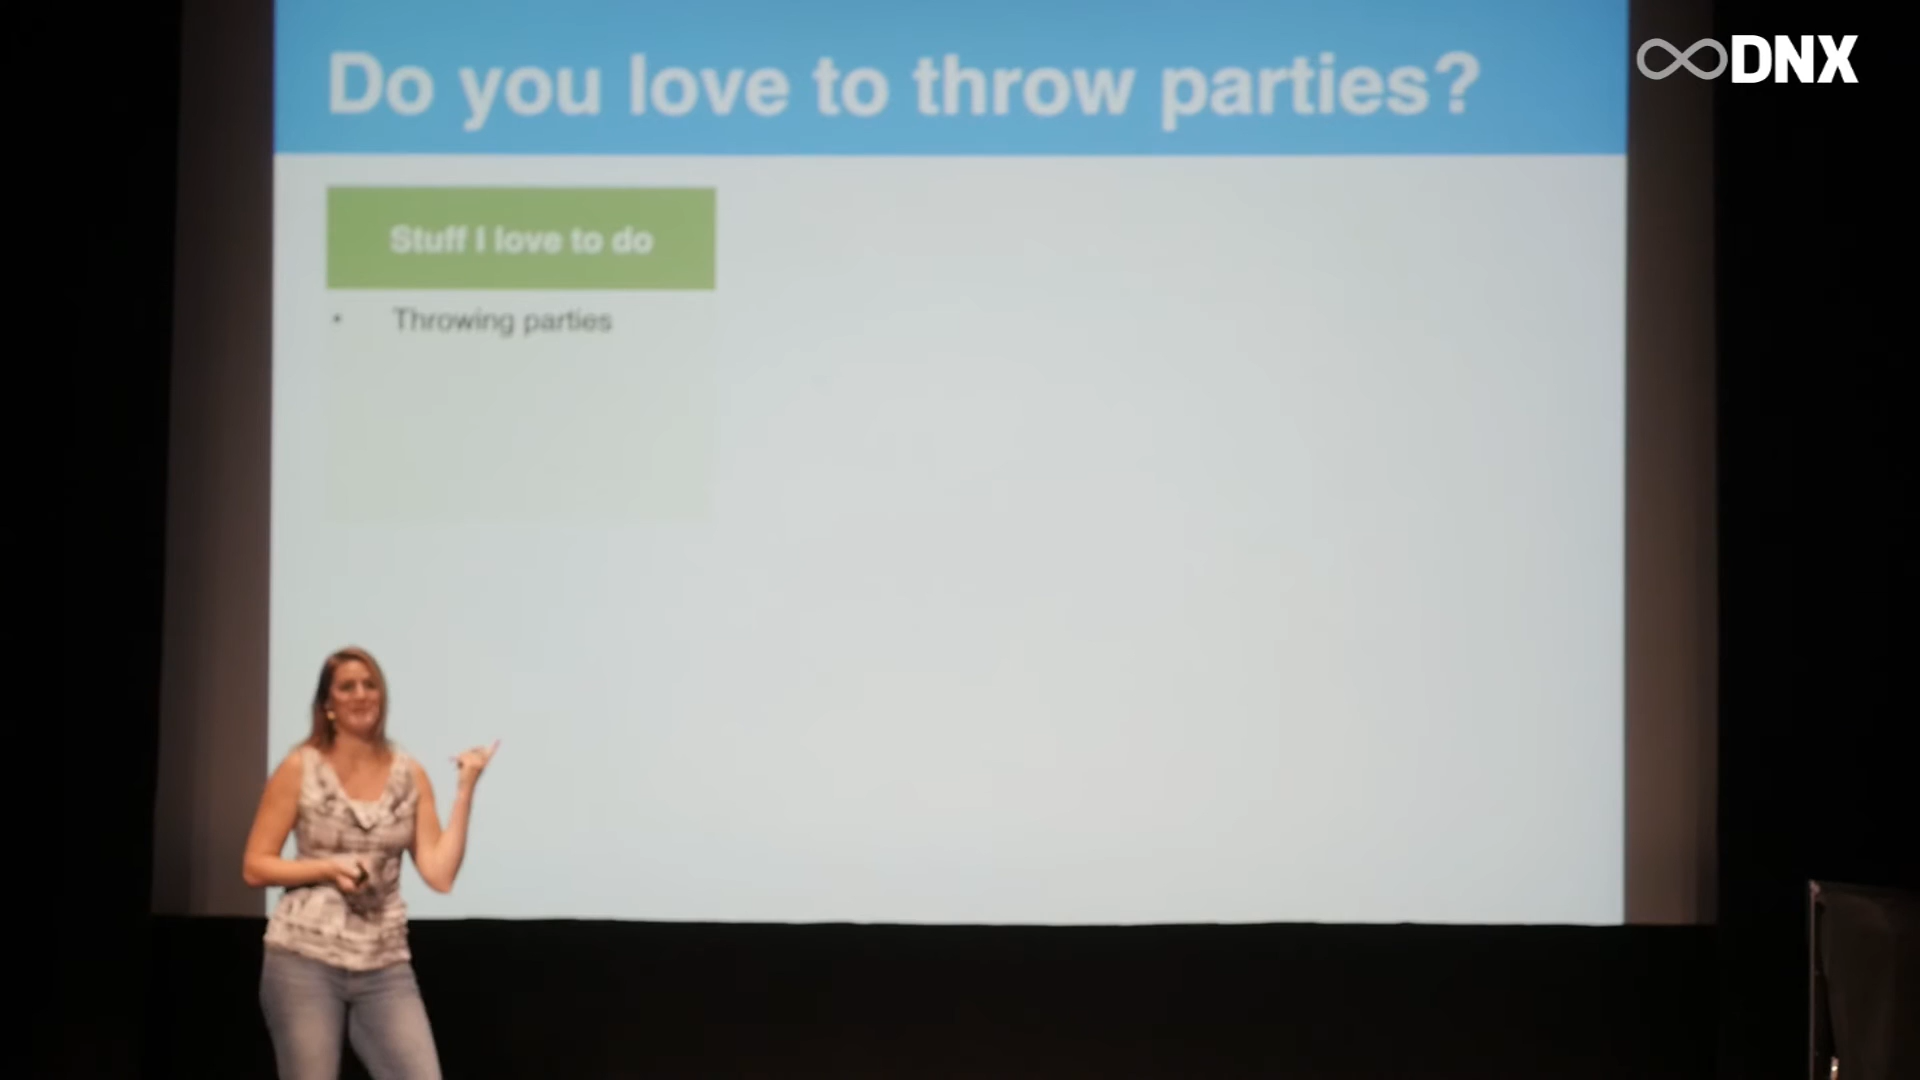 Do you love to throw parties?
DNX
Stuff I love to do
• Throwing parties